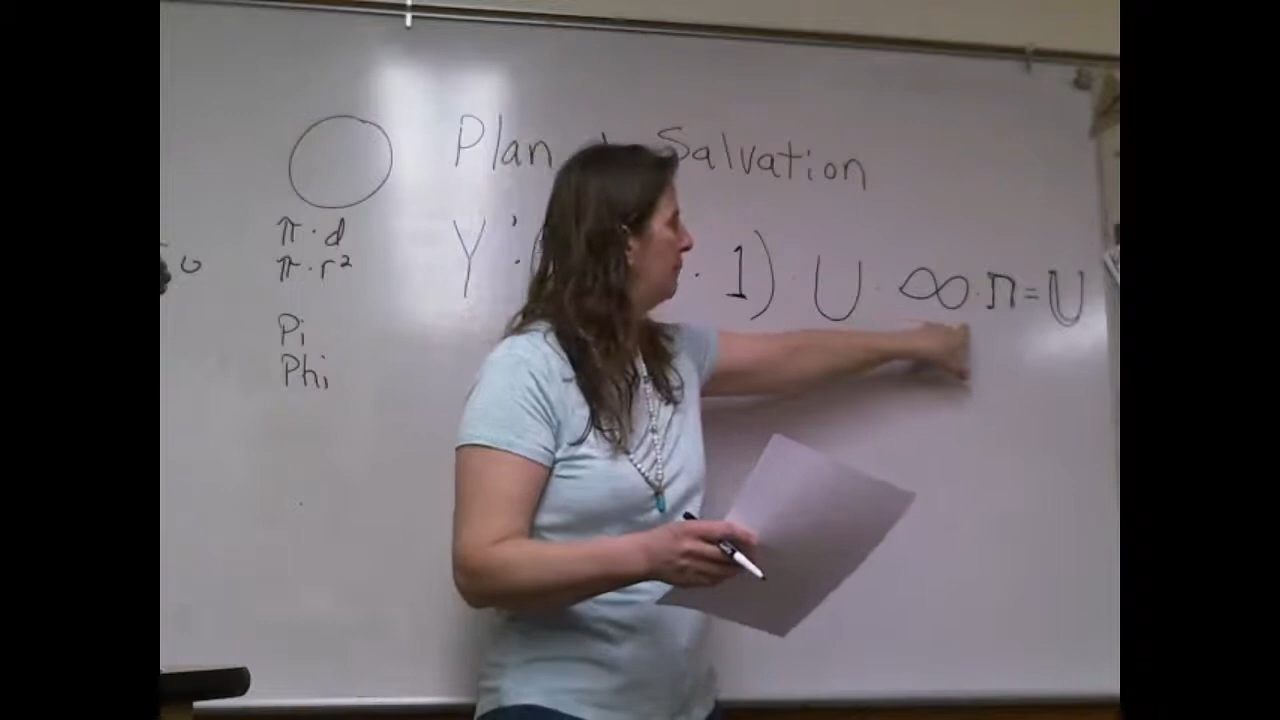 Plan Salvation
π · d
π · r²
Y : ( · 1) U · ∞ · π = U
Pi
Phi